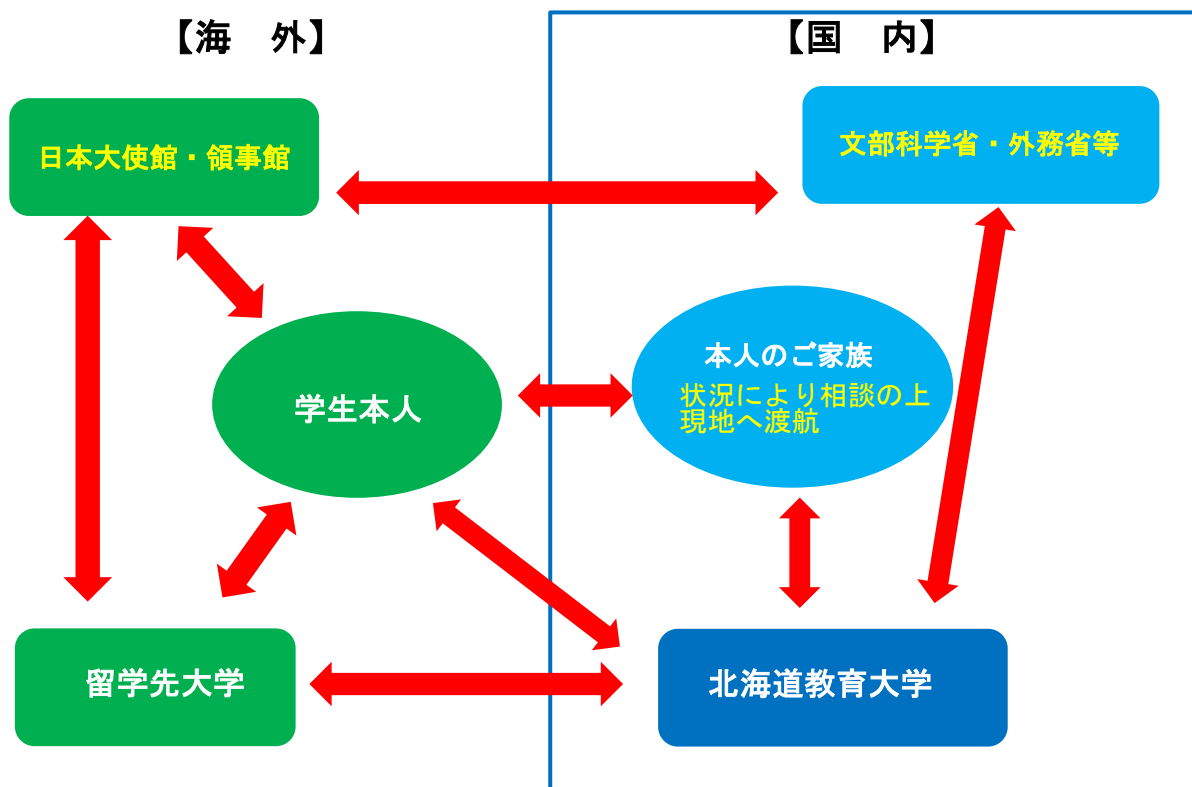 【海　外】
【国　内】
日本大使館・領事館
文部科学省・外務省等
本人のご家族
状況により相談の上
現地へ渡航
学生本人
留学先大学
北海道教育大学